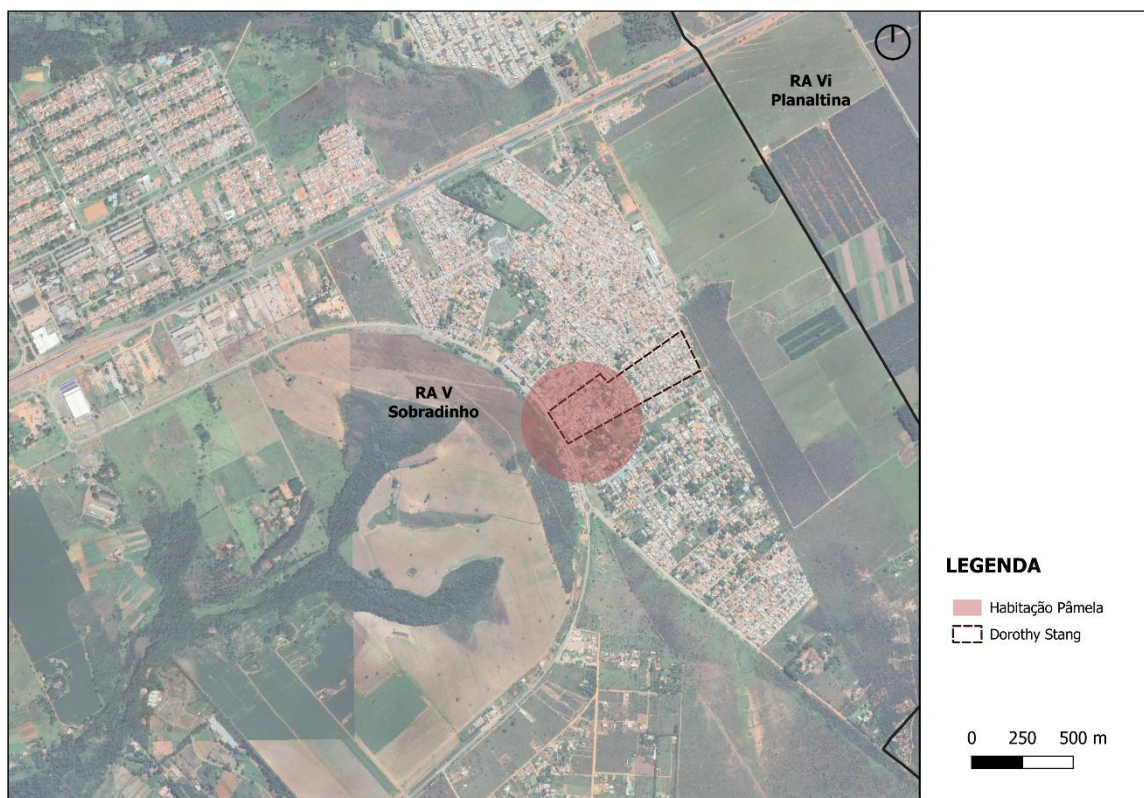 RA Vi
Planaltina
RA V
Sobradinho
LEGENDA
Habitação Pâmela
Dorothy Stang
0 250 500 m